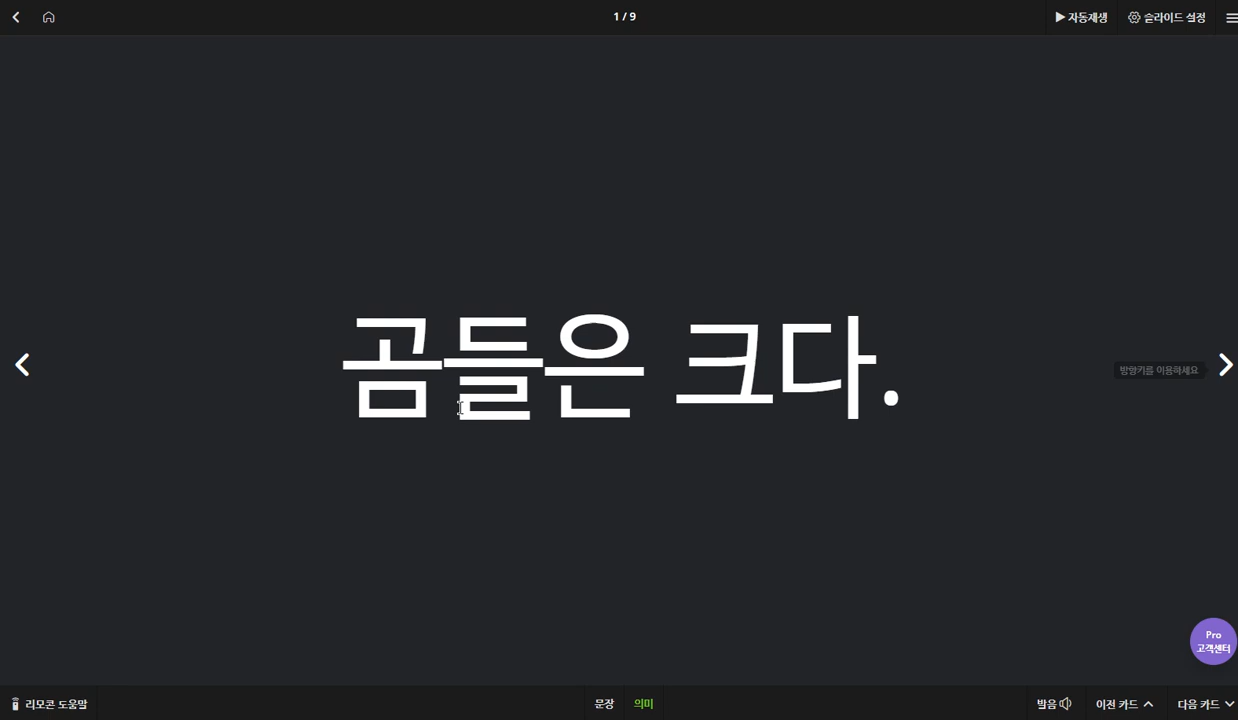 1 / 9
▶ 자동재생
슬라이드 설정
곰들은 크다.
방향키를 이용하세요
Pro
고객센터
리모콘 도움말
문장
의미
발음
이전 카드
다음 카드